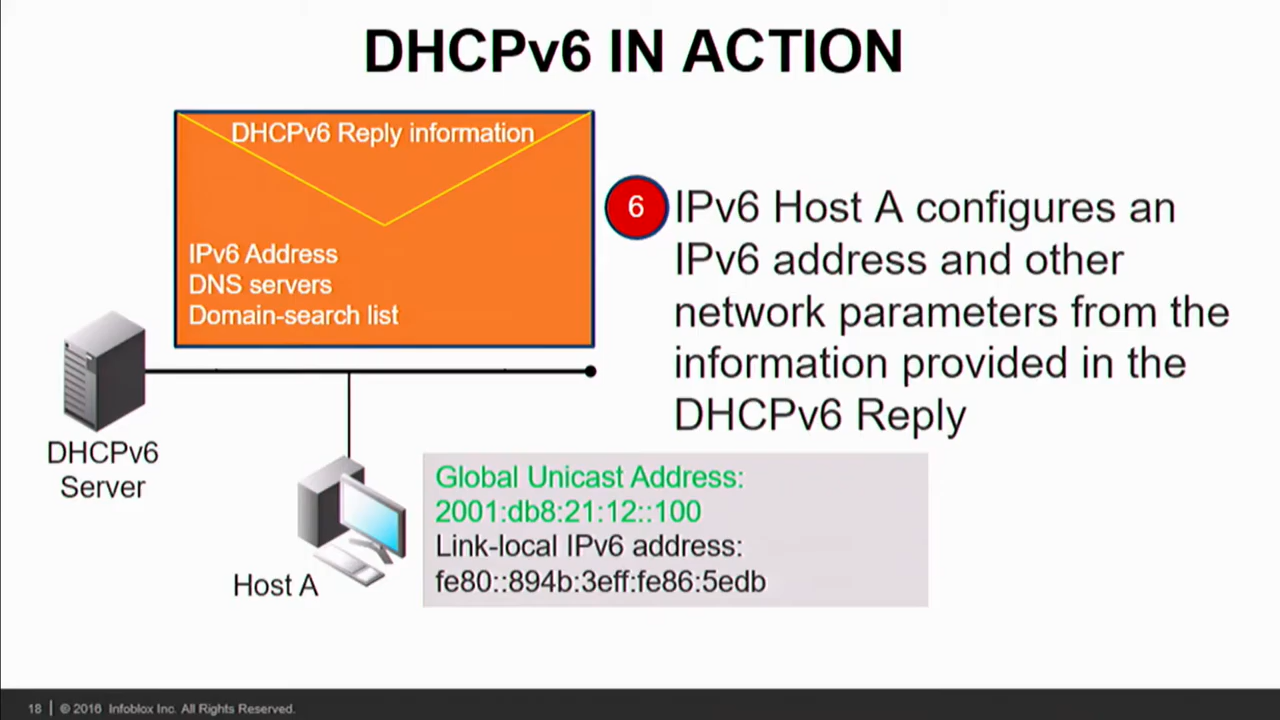 DHCPv6 IN ACTION
DHCPv6 Reply information
IPv6 Address
DNS servers
Domain-search list
6
IPv6 Host A configures an
IPv6 address and other
network parameters from the
information provided in the
DHCPv6 Reply
DHCPv6
Server
Host A
Global Unicast Address:
2001:db8:21:12::100
Link-local IPv6 address:
fe80::894b:3eff:fe86:5edb
18 | © 2016 Infoblox Inc. All Rights Reserved.